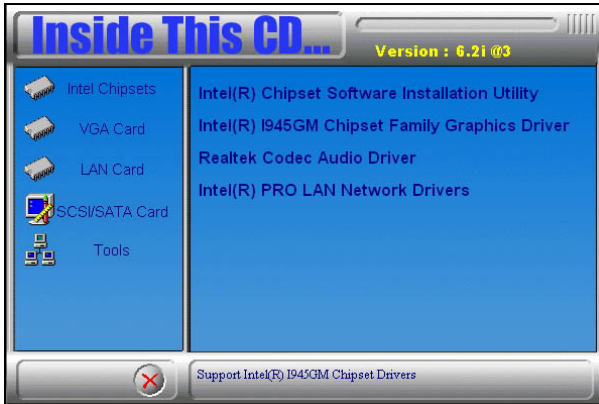 Inside This CD...
Version : 6.2i @3
Intel Chipsets
VGA Card
LAN Card
SCSI/SATA Card
Tools
Intel(R) Chipset Software Installation Utility
Intel(R) I945GM Chipset Family Graphics Driver
Realtek Codec Audio Driver
Intel(R) PRO LAN Network Drivers
Support Intel(R) I945GM Chipset Drivers